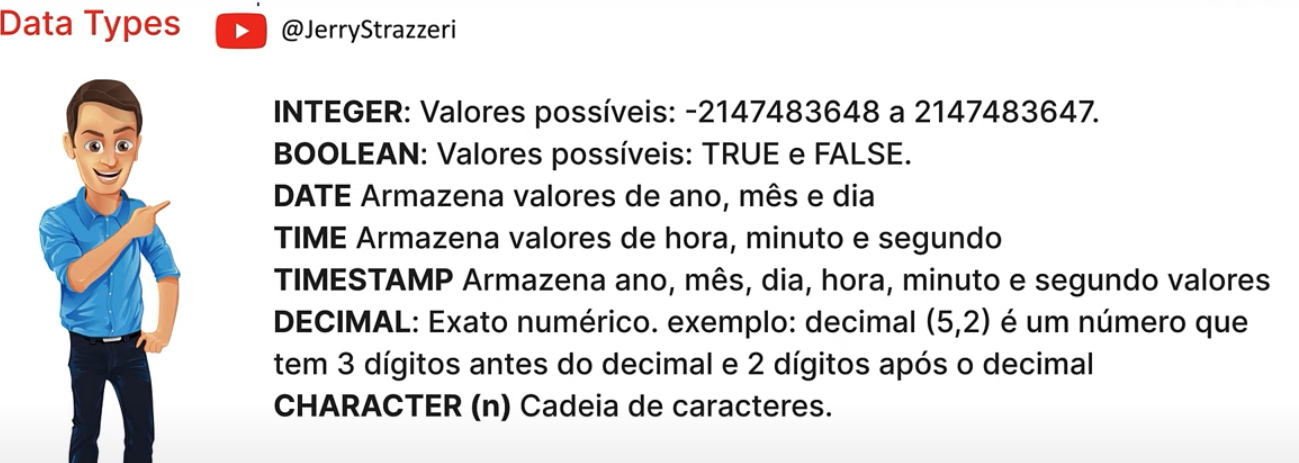 Data Types @JerryStrazzeri
INTEGER: Valores possíveis: -2147483648 a 2147483647.
BOOLEAN: Valores possíveis: TRUE e FALSE.
DATE Armazena valores de ano, mês e dia
TIME Armazena valores de hora, minuto e segundo
TIMESTAMP Armazena ano, mês, dia, hora, minuto e segundo valores
DECIMAL: Exato numérico. exemplo: decimal (5,2) é um número que
tem 3 dígitos antes do decimal e 2 dígitos após o decimal
CHARACTER (n) Cadeia de caracteres.